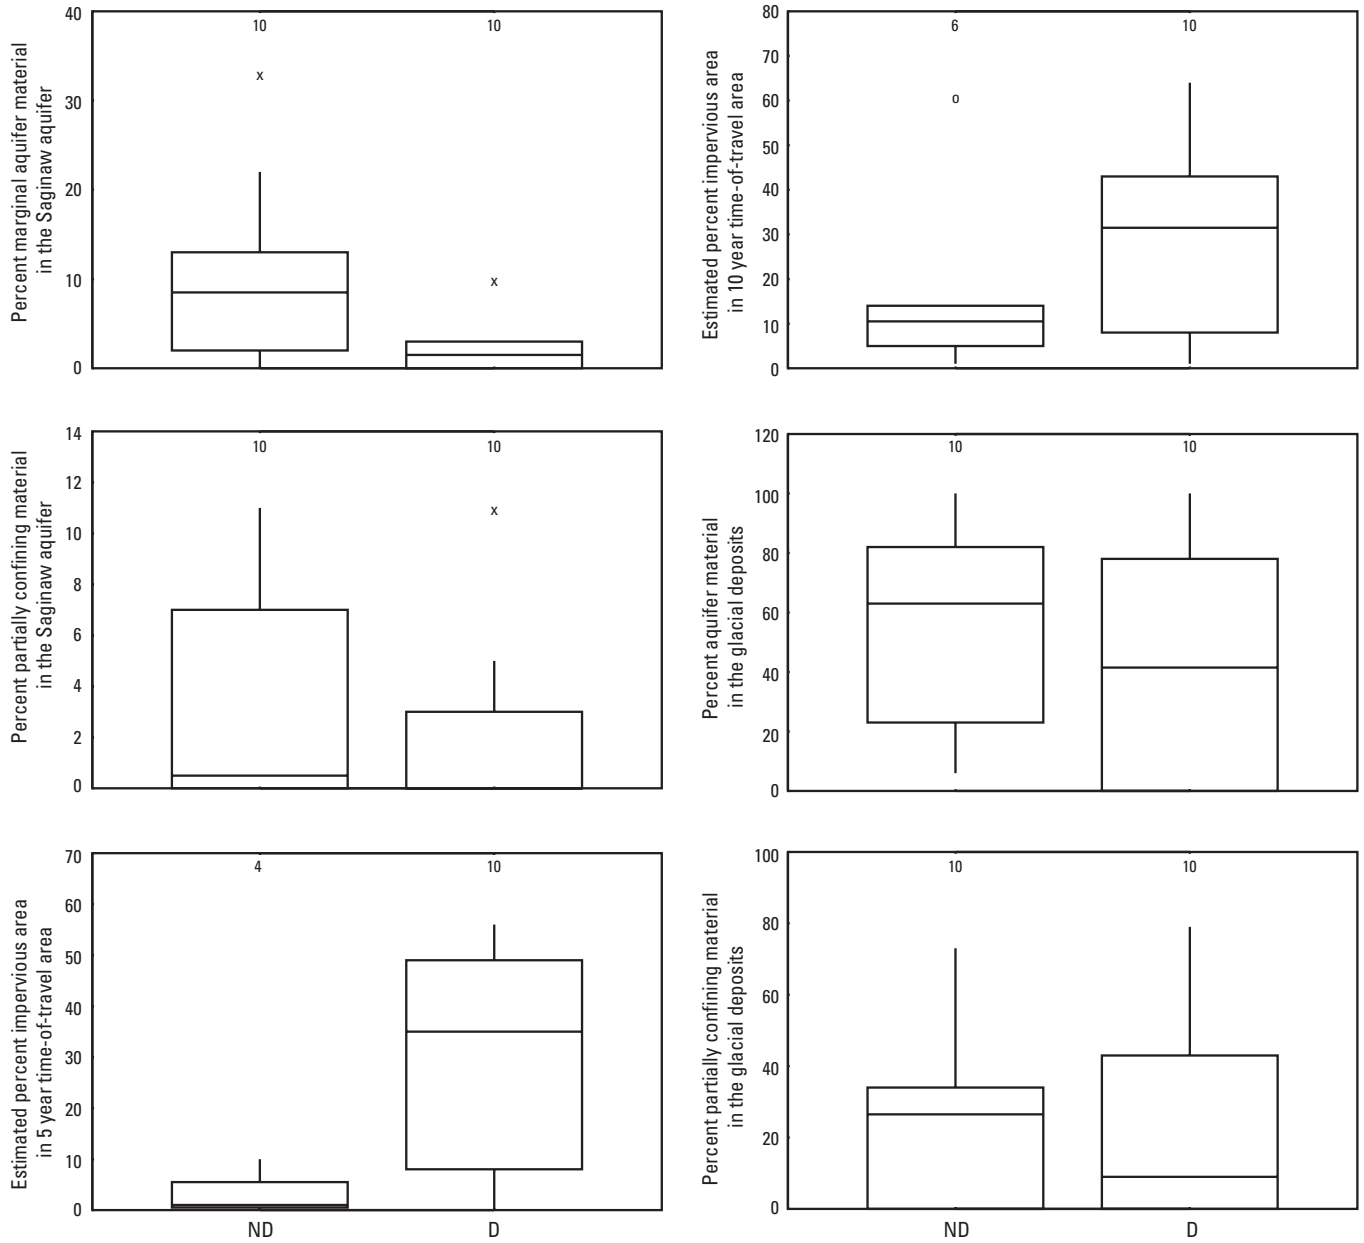 Percent marginal aquifer material
in the Saginaw aquifer
40
30
20
10
0
10
10
x
x
Estimated percent impervious area
in 10 year time-of-travel area
80
70
60
50
40
30
20
10
0
6
10
o
Percent partially confining material
in the Saginaw aquifer
14
12
10
8
6
4
2
0
10
10
x
Percent aquifer material
in the glacial deposits
120
100
80
60
40
20
0
10
10
Estimated percent impervious area
in 5 year time-of-travel area
70
60
50
40
30
20
10
0
4
10
ND
D
Percent partially confining material
in the glacial deposits
100
80
60
40
20
0
10
10
ND
D